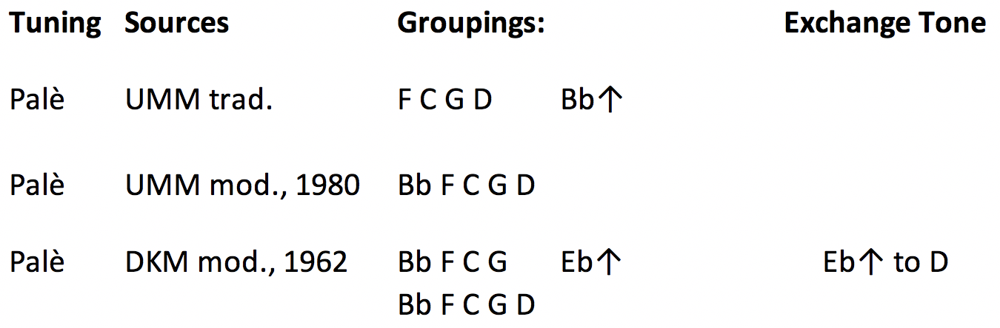 Tuning Sources Groupings: Exchange Tone
Palè UMM trad. F C G D Bb↑
Palè UMM mod., 1980 Bb F C G D
Palè DKM mod., 1962 Bb F C G Eb↑ Eb↑ to D
Bb F C G D